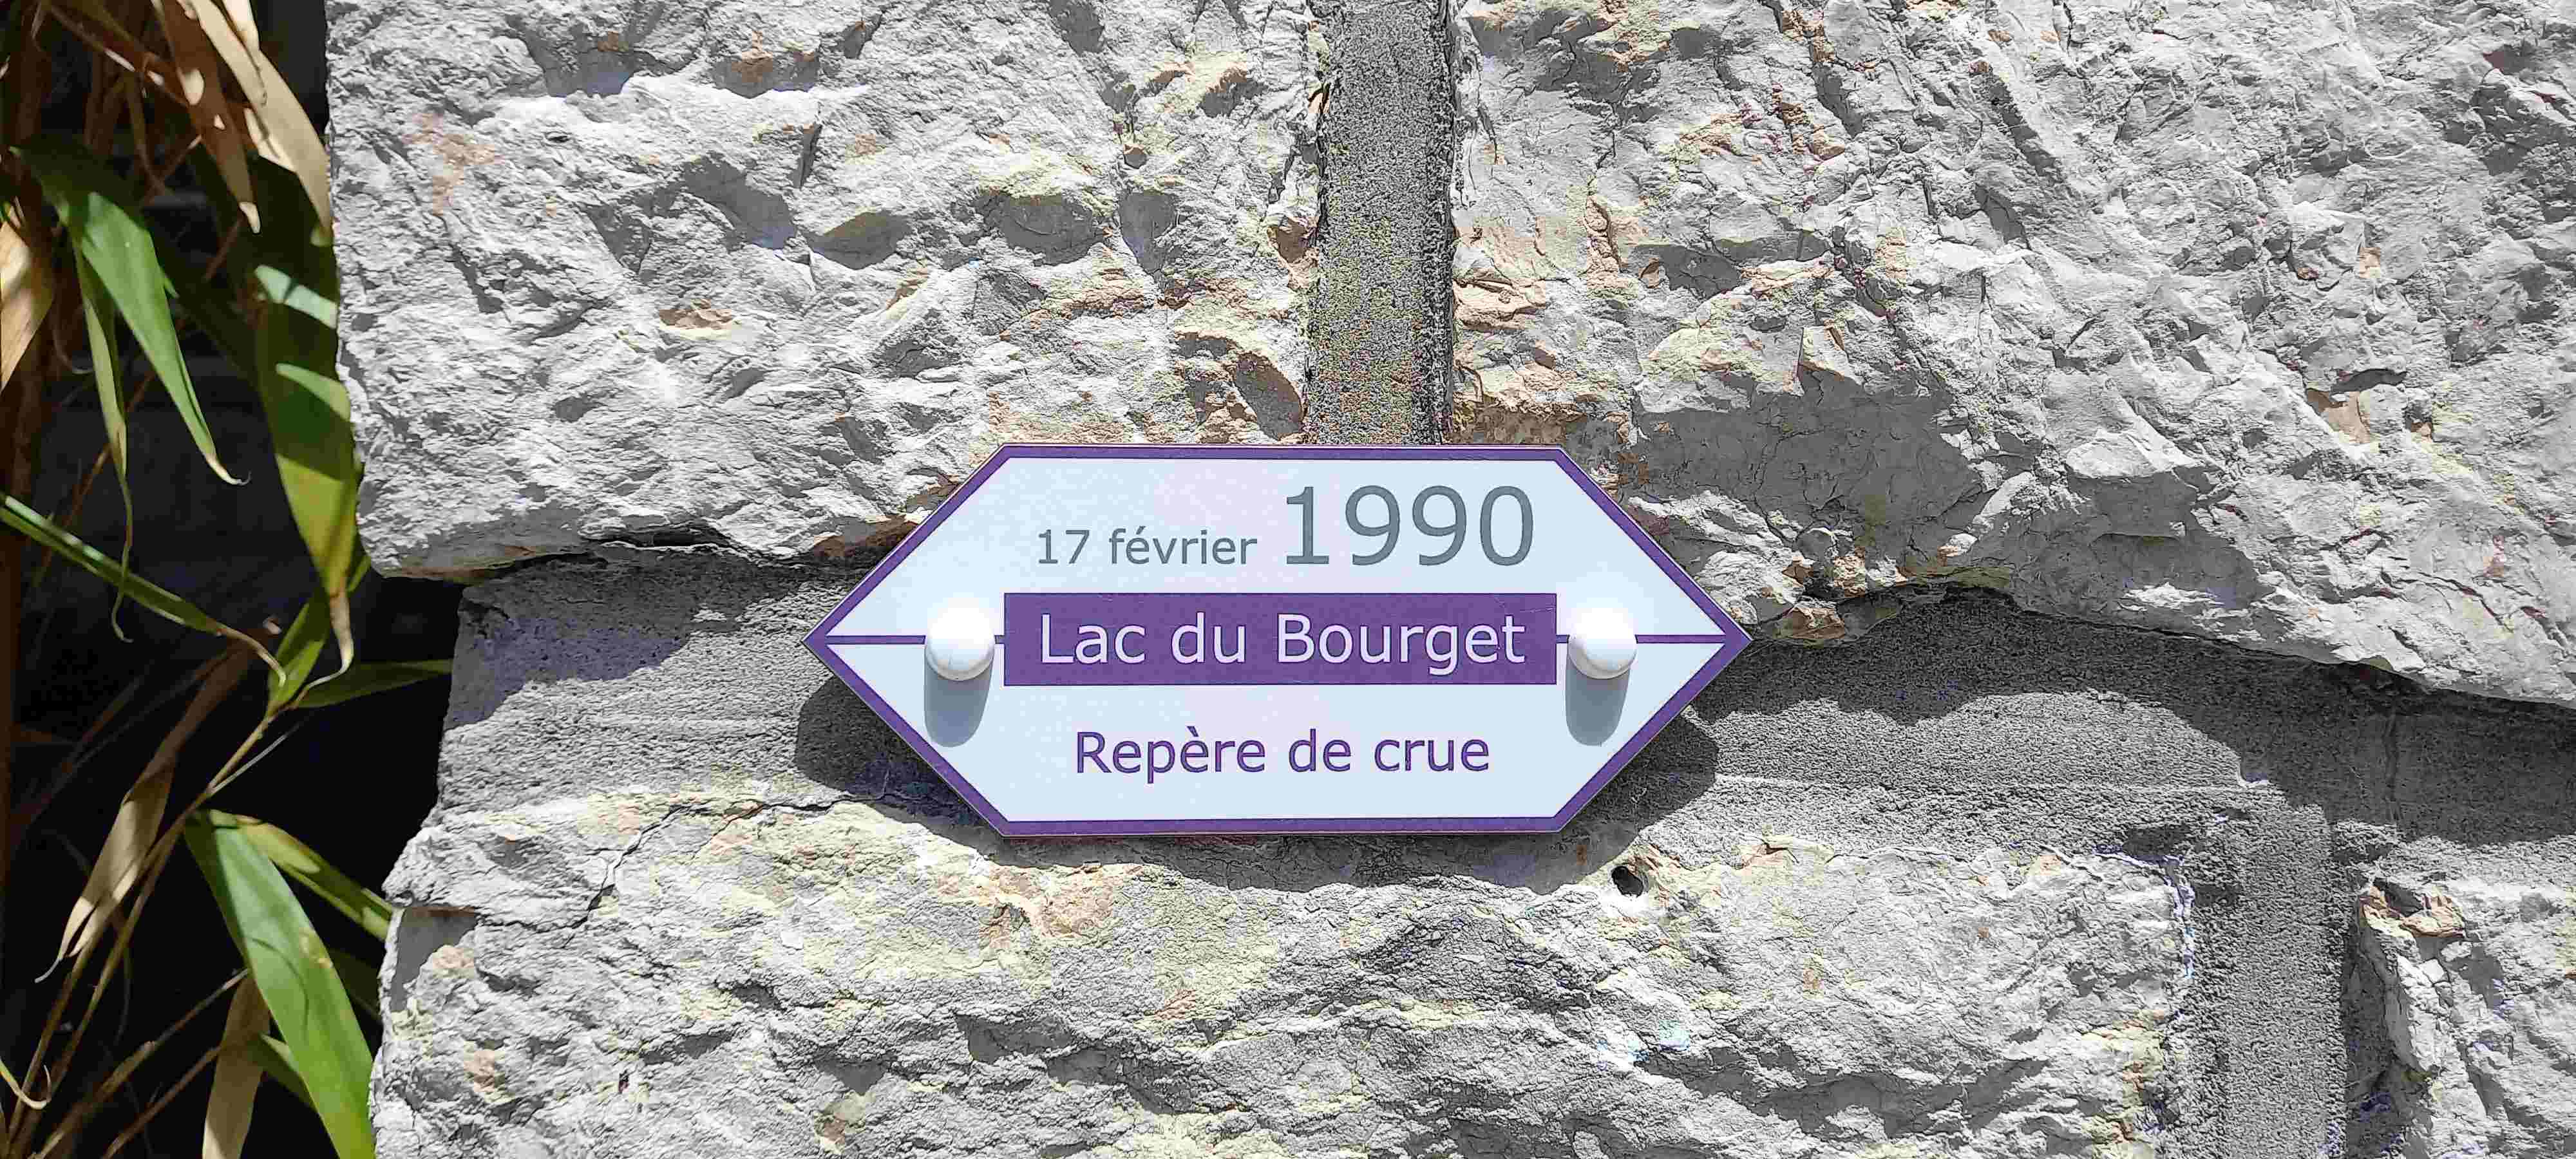 17 février 1990
Lac du Bourget
Repère de crue